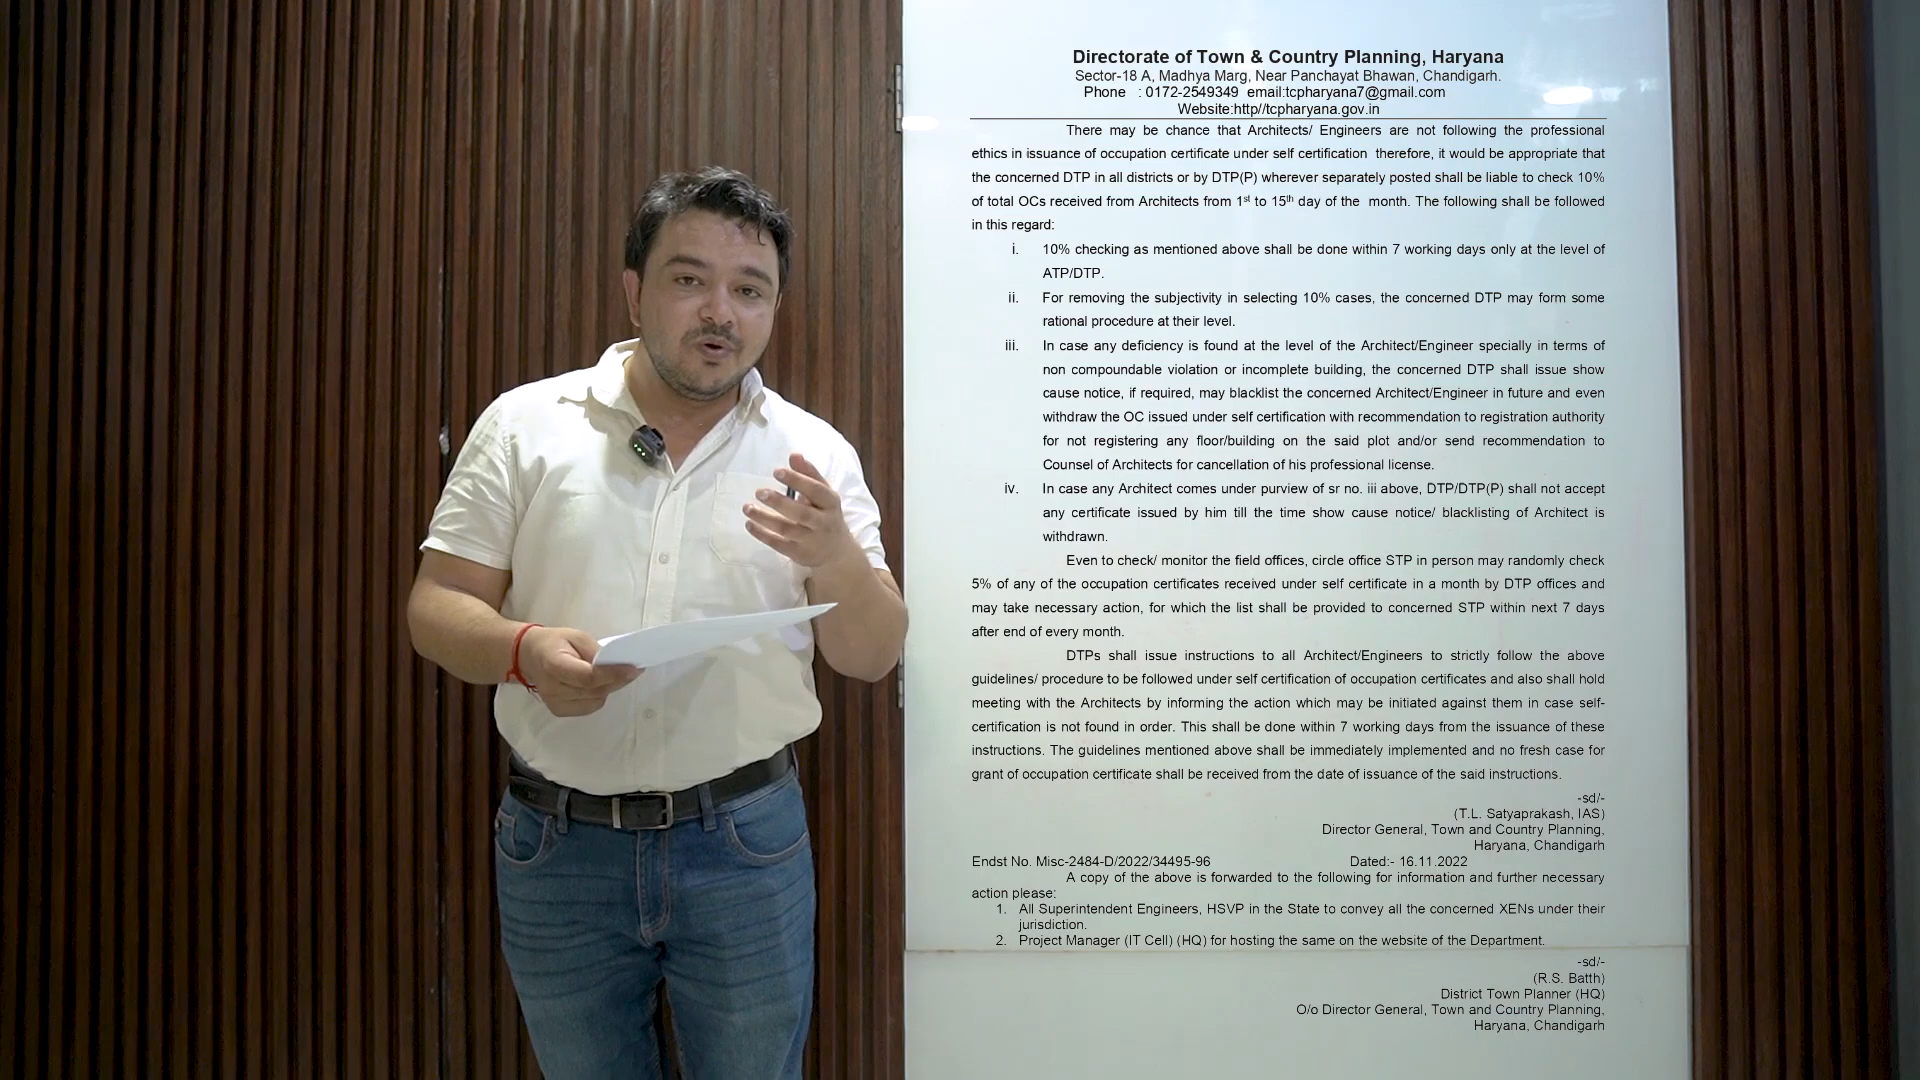 Directorate of Town & Country Planning, Haryana
Sector-18 A, Madhya Marg, Near Panchayat Bhawan, Chandigarh.
Phone : 0172-2549349 email:tcpharyana7@gmail.com
Website:http//tcpharyana.gov.in
There may be chance that Architects/ Engineers are not following the professional
ethics in issuance of occupation certificate under self certification therefore, it would be appropriate that
the concerned DTP in all districts or by DTP(P) wherever separately posted shall be liable to check 10%
of total OCs received from Architects from 1st to 15th day of the month. The following shall be followed
in this regard:
i. 10% checking as mentioned above shall be done within 7 working days only at the level of
ATP/DTP.
ii. For removing the subjectivity in selecting 10% cases, the concerned DTP may form some
rational procedure at their level.
iii. In case any deficiency is found at the level of the Architect/Engineer specially in terms of
non compoundable violation or incomplete building, the concerned DTP shall issue show
cause notice, if required, may blacklist the concerned Architect/Engineer in future and even
withdraw the OC issued under self certification with recommendation to registration authority
for not registering any floor/building on the said plot and/or send recommendation to
Counsel of Architects for cancellation of his professional license.
iv. In case any Architect comes under purview of sr no. iii above, DTP/DTP(P) shall not accept
any certificate issued by him till the time show cause notice/ blacklisting of Architect is
withdrawn.
Even to check/ monitor the field offices, circle office STP in person may randomly check
5% of any of the occupation certificates received under self certificate in a month by DTP offices and
may take necessary action, for which the list shall be provided to concerned STP within next 7 days
after end of every month.
DTPs shall issue instructions to all Architect/Engineers to strictly follow the above
guidelines/ procedure to be followed under self certification of occupation certificates and also shall hold
meeting with the Architects by informing the action which may be initiated against them in case self-
certification is not found in order. This shall be done within 7 working days from the issuance of these
instructions. The guidelines mentioned above shall be immediately implemented and no fresh case for
grant of occupation certificate shall be received from the date of issuance of the said instructions.
-sd/-
(T.L. Satyaprakash, IAS)
Director General, Town and Country Planning,
Haryana, Chandigarh
Endst No. Misc-2484-D/2022/34495-96 Dated:- 16.11.2022
A copy of the above is forwarded to the following for information and further necessary
action please:
1. All Superintendent Engineers, HSVP in the State to convey all the concerned XENs under their
jurisdiction.
2. Project Manager (IT Cell) (HQ) for hosting the same on the website of the Department.
-sd/-
(R.S. Batth)
District Town Planner (HQ)
O/o Director General, Town and Country Planning,
Haryana, Chandigarh